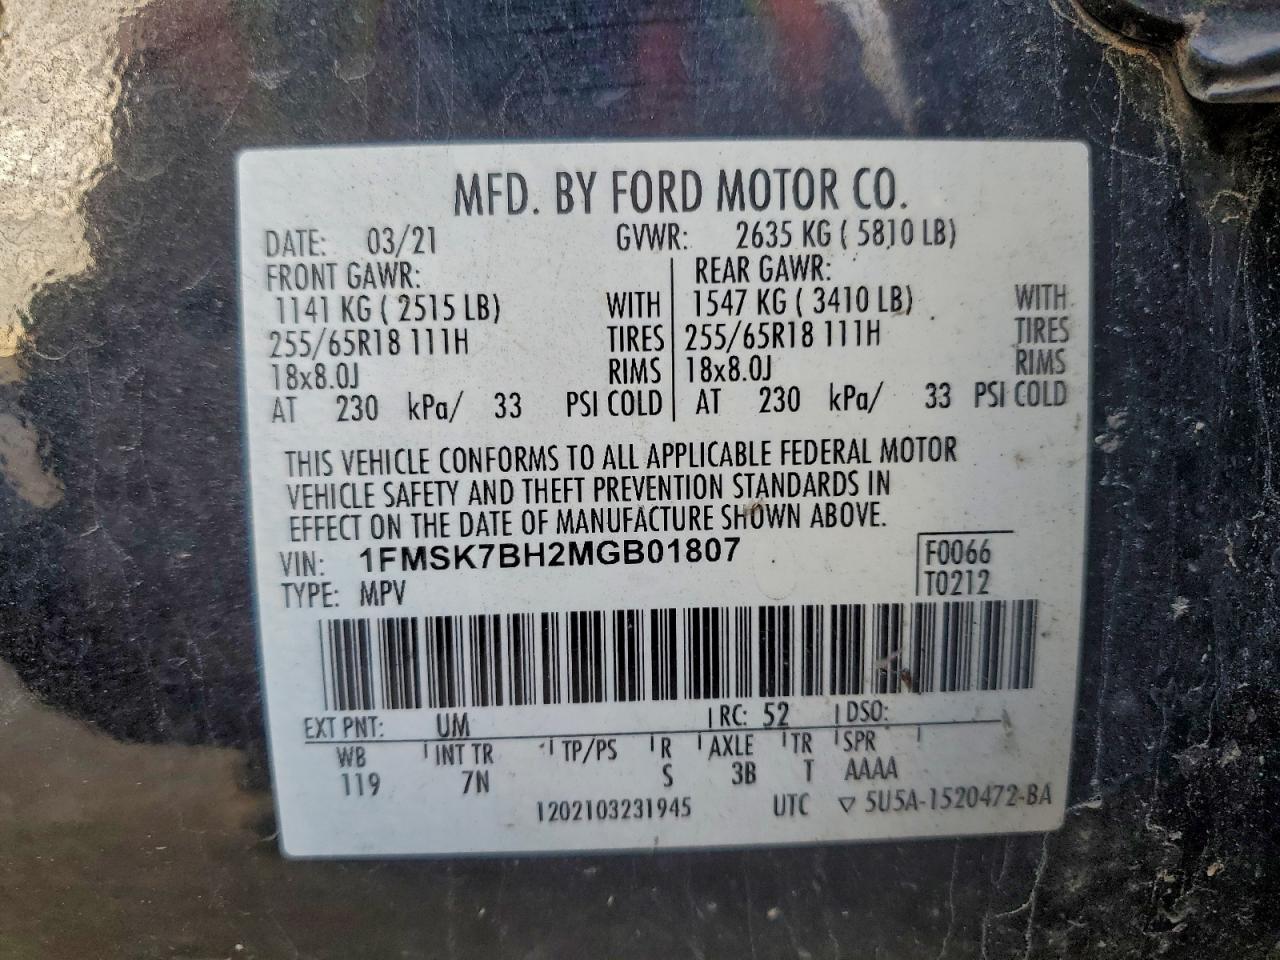 MFD. BY FORD MOTOR CO.
DATE: 03/21 GVWR: 2635 KG ( 5810 LB)
FRONT GAWR: REAR GAWR:
1141 KG ( 2515 LB) WITH 1547 KG ( 3410 LB) WITH
255/65R18 111H TIRES 255/65R18 111H TIRES
18x8.0J RIMS 18x8.0J RIMS
AT 230 kPa/ 33 PSI COLD AT 230 kPa/ 33 PSI COLD
THIS VEHICLE CONFORMS TO ALL APPLICABLE FEDERAL MOTOR
VEHICLE SAFETY AND THEFT PREVENTION STANDARDS IN
EFFECT ON THE DATE OF MANUFACTURE SHOWN ABOVE.
VIN: 1FMSK7BH2MGB01807 F0066
TYPE: MPV T0212
EXT PNT: UM RC: 52 DSO:
WB INT TR TP/PS R AXLE TR SPR
119 7N S 3B T AAAA
1202103231945 UTC ▽ 5U5A-1520472-BA